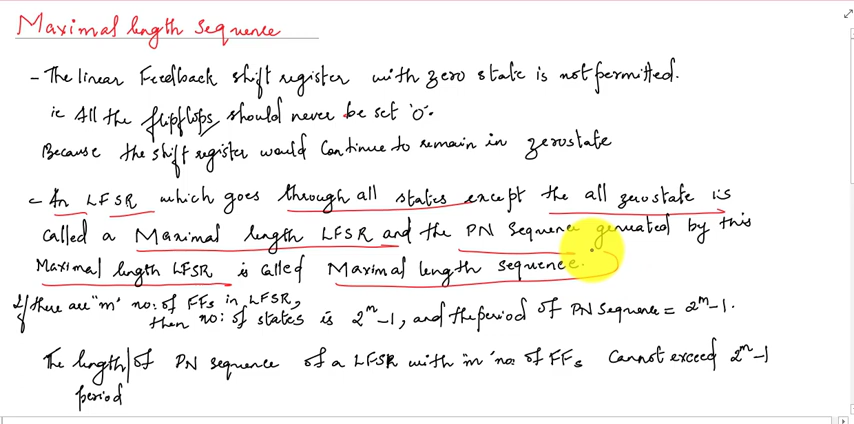 Maximal length sequence
- The linear Feedback shift register with zero state is not permitted.
ie All the flipflops should never be set '0'.
Because the shift register would continue to remain in zerostate
- An LFSR which goes through all states except the all zerostate is
called a Maximal length LFSR and the PN sequence generated by this
Maximal length LFSR is called Maximal length sequence.
If there are "m" no: of FFs in LFSR,
then no: of states is 2^m-1, and the period of PN sequence = 2^m-1.
The length/ of PN sequence of a LFSR with 'm' no: of FFs cannot exceed 2^m-1
period